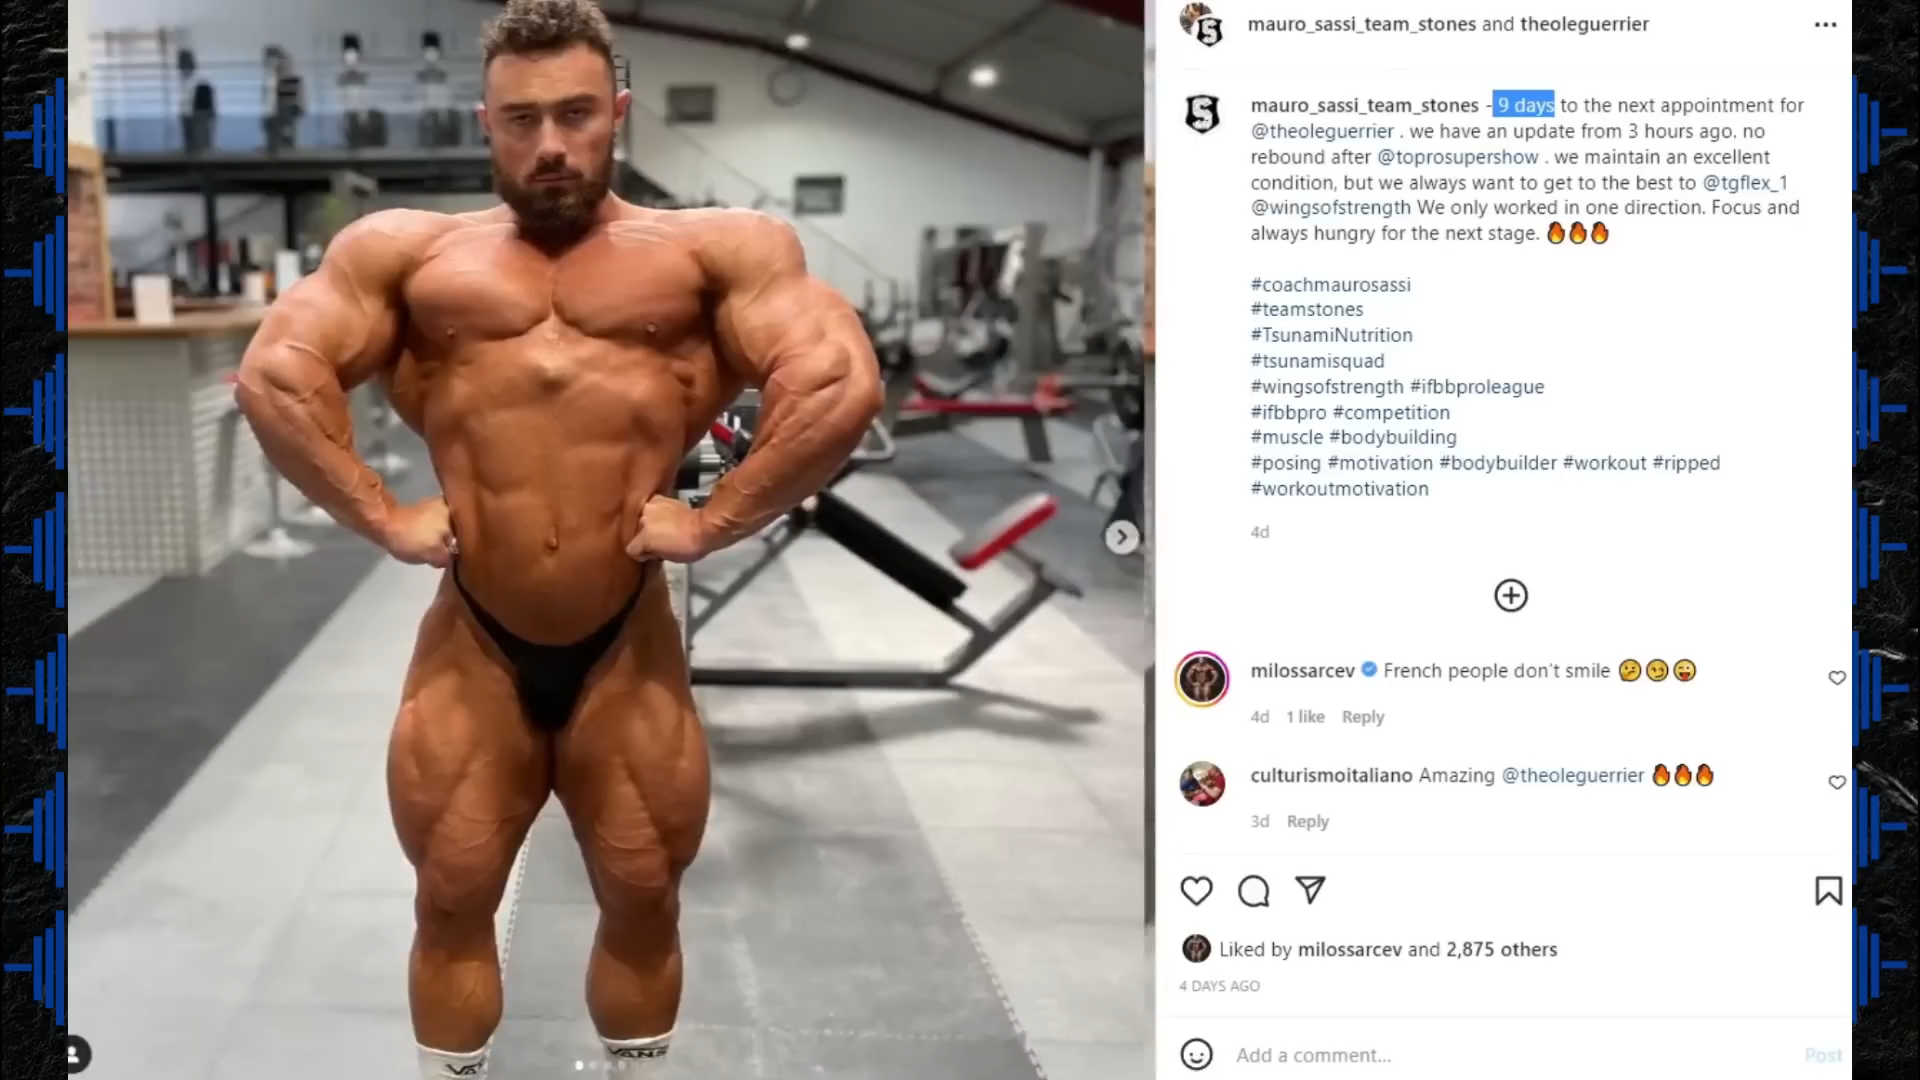 mauro_sassi_team_stones and theoleguerrier
mauro_sassi_team_stones - 9 days to the next appointment for
@theoleguerrier . we have an update from 3 hours ago. no
rebound after @toprosupershow . we maintain an excellent
condition, but we always want to get to the best to @tgflex_1
@wingsofstrength We only worked in one direction. Focus and
always hungry for the next stage. 🔥🔥🔥
#coachmaurosassi
#teamstones
#TsunamiNutrition
#tsunamisquad
#wingsofstrength #ifbbproleague
#ifbbpro #competition
#muscle #bodybuilding
#posing #motivation #bodybuilder #workout #ripped
#workoutmotivation
4d
milossarcev French people don't smile 🤔😏😜
4d 1 like Reply
culturismoitaliano Amazing @theoleguerrier 🔥🔥🔥
3d Reply
Liked by milossarcev and 2,875 others
4 DAYS AGO
Add a comment... Post
VANS